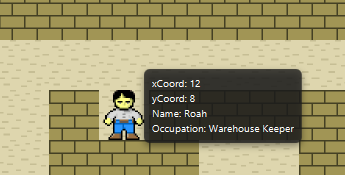 xCoord: 12
yCoord: 8
Name: Roah
Occupation: Warehouse Keeper